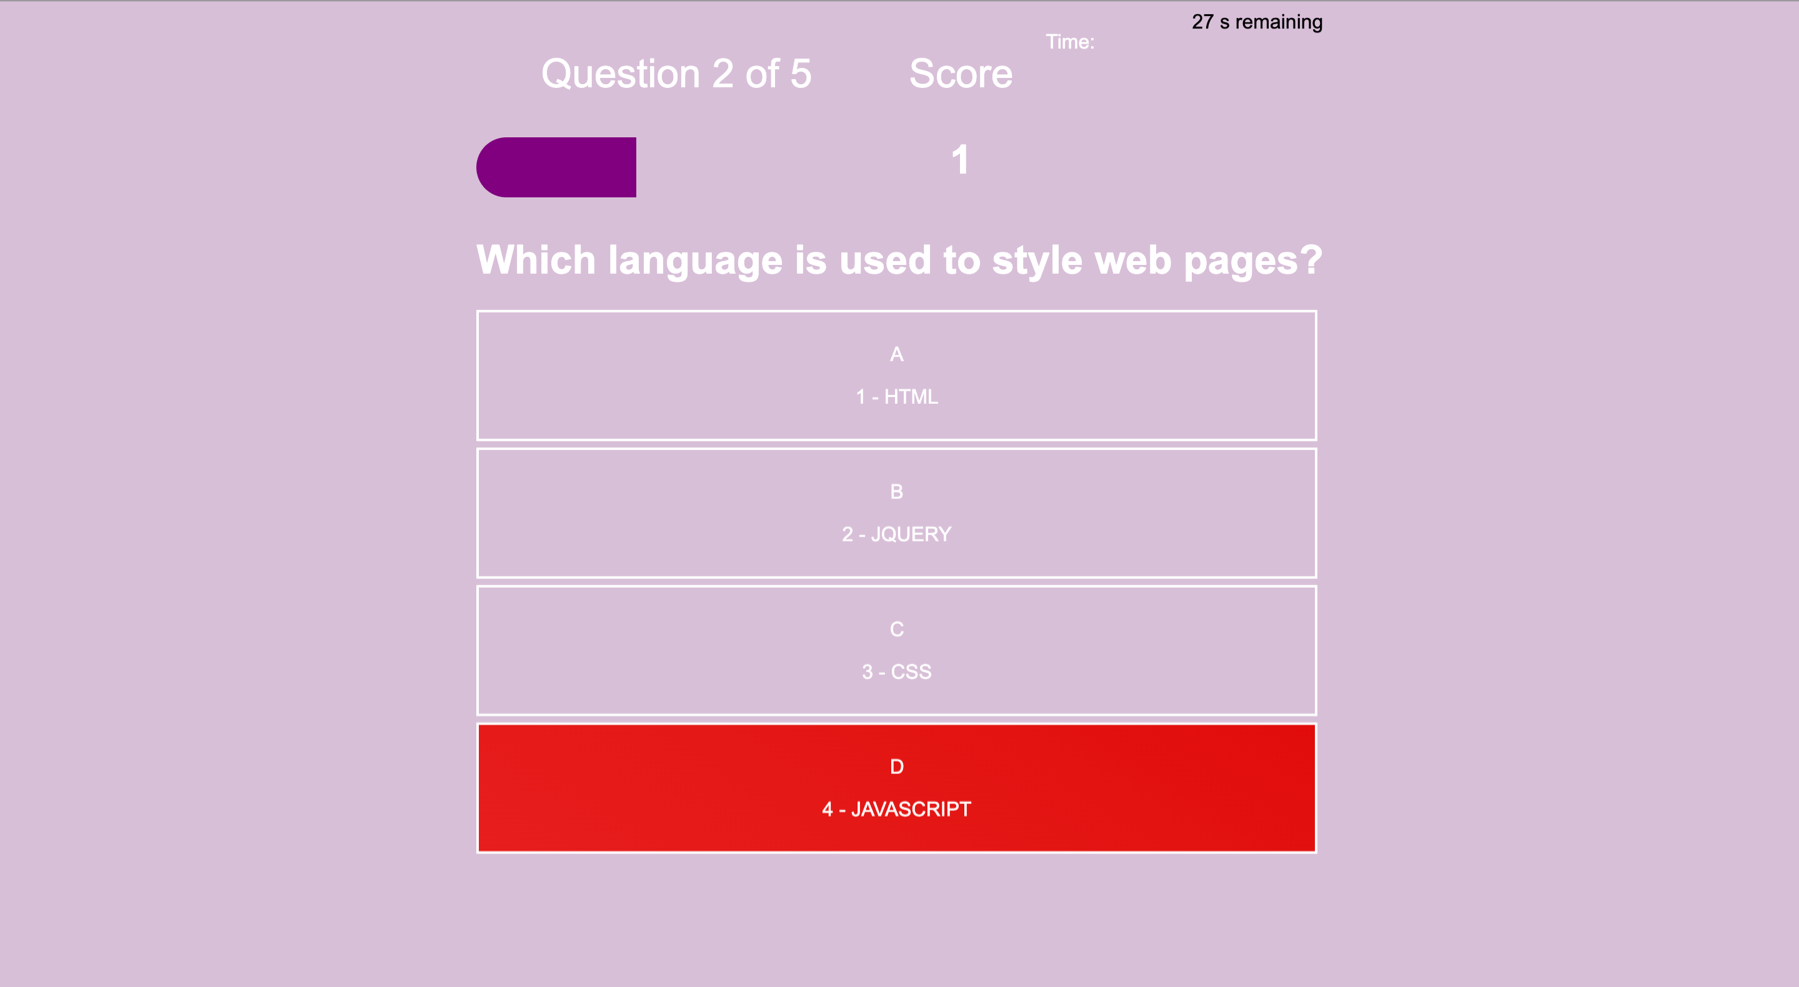 27 s remaining
Time:
Question 2 of 5
Score
1
Which language is used to style web pages?
A
1 - HTML
B
2 - JQUERY
C
3 - CSS
D
4 - JAVASCRIPT